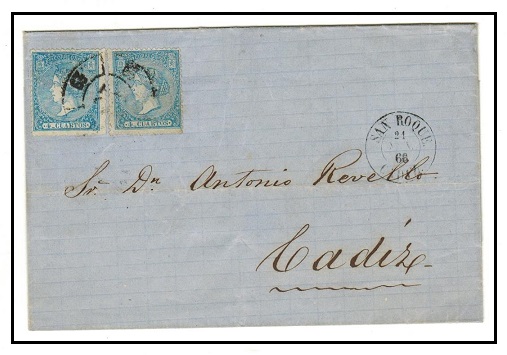 4 CUARTOS 4 CUARTOS
SAN ROQUE
21
66
Sr. Dn Antonio Revello.
Cadiz